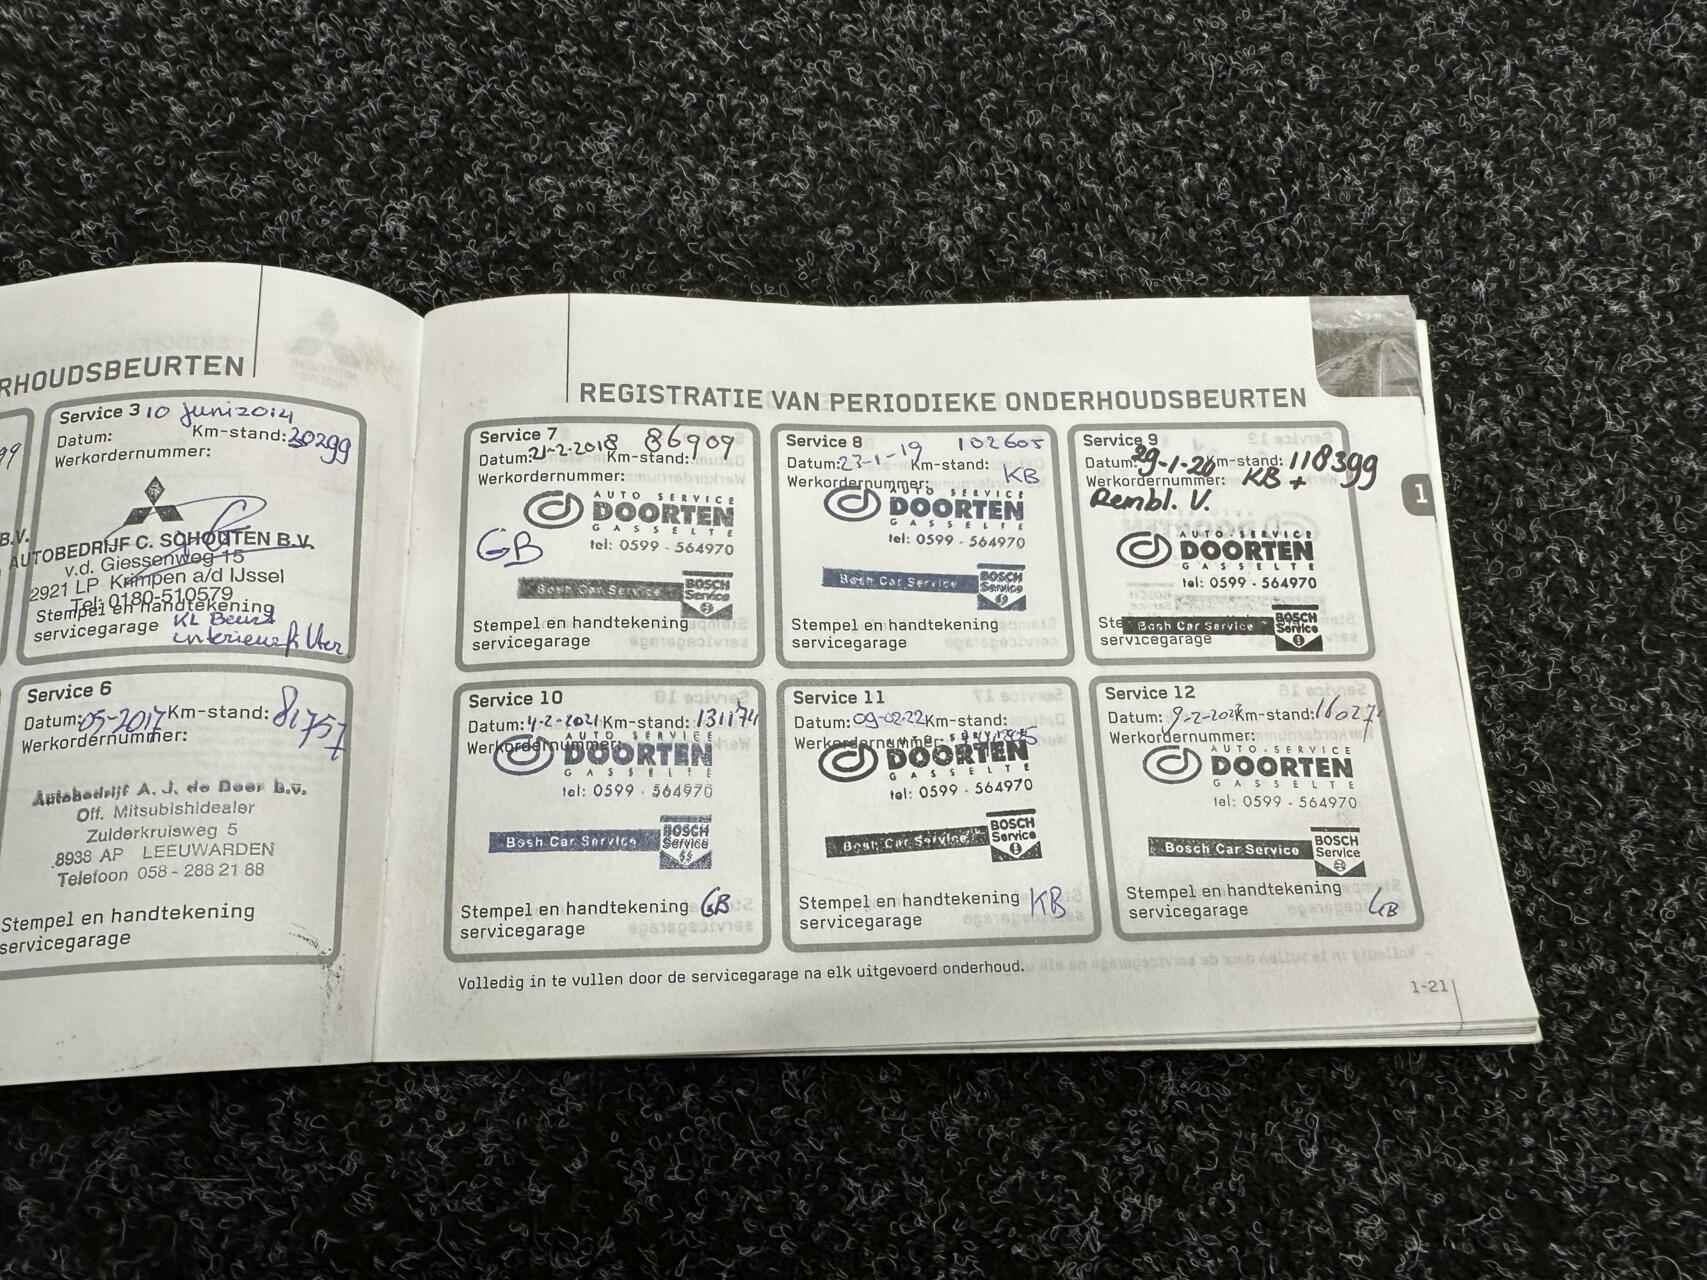 RHOUDSBEURTEN
Service 3 10 juni 2014
Datum: Km-stand: 30299
Werkordernummer:
B.V.
AUTOBEDRIJF C. SCHOUTEN B.V.
v.d. Giessenweg 15
2921 LP Krimpen a/d IJssel
Tel: 0180-510579
Stempel en handtekening
servicegarage KL Beurt
interieurfilter
Service 6
Datum: 05-2017 Km-stand: 81757
Werkordernummer:
Autobedrijf A. J. de Boer b.v.
Off. Mitsubishidealer
Zuiderkruisweg 5
8938 AP LEEUWARDEN
Telefoon 058 - 288 21 88
Stempel en handtekening
servicegarage
REGISTRATIE VAN PERIODIEKE ONDERHOUDSBEURTEN
Service 7
Datum: 21-2-2018 Km-stand: 86909
Werkordernummer:
AUTO SERVICE
DOORTEN
GASSELTE
tel: 0599 - 564970
GB
Bosch Car Service
BOSCH
Service
Stempel en handtekening
servicegarage
Service 8
Datum: 23-1-19 Km-stand: 102605
Werkordernummer: KB
AUTO SERVICE
DOORTEN
GASSELTE
tel: 0599 - 564970
Bosch Car Service
BOSCH
Service
Stempel en handtekening
servicegarage
Service 9
Datum: 29-1-20 Km-stand: 118399
Werkordernummer: KB +
Rembl. V.
AUTO SERVICE
DOORTEN
GASSELTE
tel: 0599 - 564970
Bosch Car Service
BOSCH
Service
servicegarage
1
Service 10
Datum: 4-2-2021 Km-stand: 131174
Werkordernummer:
AUTO SERVICE
DOORTEN
GASSELTE
tel: 0599 - 564970
Bosch Car Service
BOSCH
Service
Stempel en handtekening GB
servicegarage
Service 11
Datum: 09-02-22 Km-stand:
Werkordernummer:
DOORTEN
GASSELTE
tel: 0599 - 564970
Bosch Car Service
BOSCH
Service
Stempel en handtekening KB
servicegarage
Service 12
Datum: Km-stand:
Werkordernummer:
AUTO SERVICE
DOORTEN
GASSELTE
tel: 0599 - 564970
Bosch Car Service
BOSCH
Service
Stempel en handtekening
servicegarage GB
Volledig in te vullen door de servicegarage na elk uitgevoerd onderhoud.
1-21